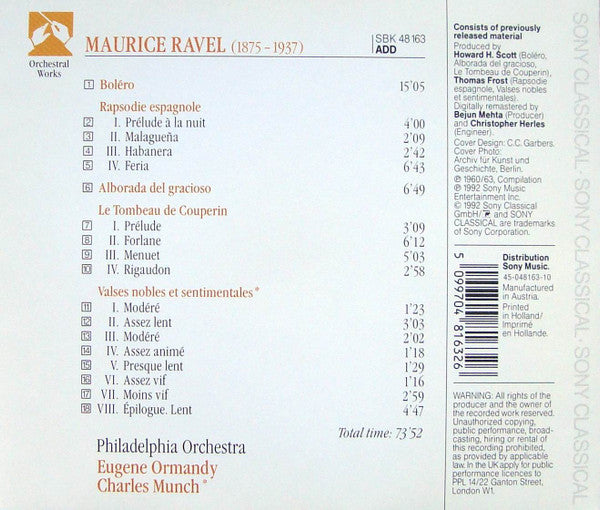 Orchestral
Works
MAURICE RAVEL (1875 - 1937)
SBK 48163
ADD
1 Boléro 15'05
Rapsodie espagnole
2 I. Prélude à la nuit 4'00
3 II. Malagueña 2'09
4 III. Habanera 2'42
5 IV. Feria 6'43
6 Alborada del gracioso 6'49
Le Tombeau de Couperin
7 I. Prélude 3'09
8 II. Forlane 6'12
9 III. Menuet 5'03
10 IV. Rigaudon 2'58
Valses nobles et sentimentales*
11 I. Modéré 1'23
12 II. Assez lent 3'03
13 III. Modéré 2'02
14 IV. Assez animé 1'18
15 V. Presque lent 1'29
16 VI. Assez vif 1'16
17 VII. Moins vif 2'59
18 VIII. Épilogue. Lent 4'47
Total time: 73'52
Philadelphia Orchestra
Eugene Ormandy
Charles Munch*
Consists of previously
released material
Produced by
Howard H. Scott (Boléro,
Alborada del gracioso,
Le Tombeau de Couperin),
Thomas Frost (Rapsodie
espagnole, Valses nobles
et sentimentales).
Digitally remastered by
Bejun Mehta (Producer)
and Christopher Herles
(Engineer).
Cover Design: C.C. Garbers.
Cover Photo:
Archiv für Kunst und
Geschichte, Berlin.
℗ 1960/63, Compilation
℗ 1992 Sony Music
Entertainment Inc.
© 1992 Sony Classical
GmbH/ and SONY
CLASSICAL are trademarks
of Sony Corporation.
5 099704 816326
Distribution
Sony Music.
45-048163-10
Manufactured
in Austria.
Printed
in Holland/
Imprimé
en Hollande.
WARNING: All rights of the
producer and the owner of
the recorded work reserved.
Unauthorized copying,
public performance, broad-
casting, hiring or rental of
this recording prohibited,
as provided by applicable
law. In the UK apply for public
performance licences to
PPL 14/22 Ganton Street,
London W1.
SONY CLASSICAL · SONY CLASSICAL · SONY CLASSICAL · SONY CLASSICAL